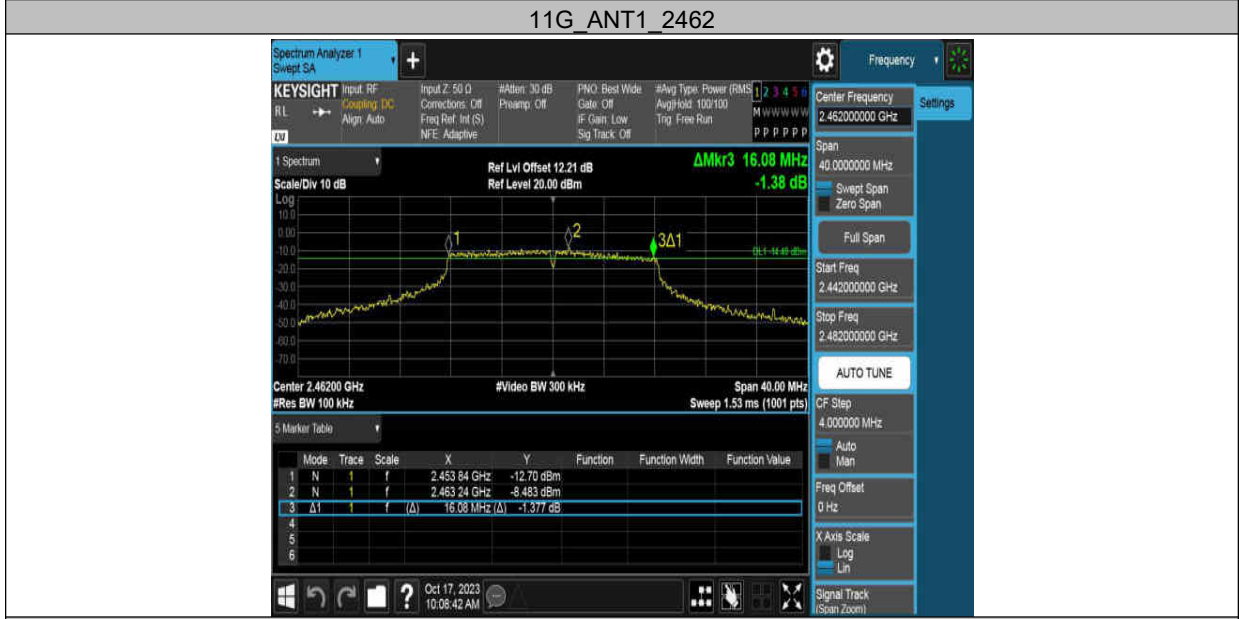 11G_ANT1_2462
Spectrum Analyzer 1
Swept SA
+
Frequency
KEYSIGHT
RL
LXI
Input: RF
Coupling: DC
Align: Auto
Input Z: 50 Ω
Corrections: Off
Freq Ref: Int (S)
NFE: Adaptive
#Atten: 30 dB
Preamp: Off
PNO: Best Wide
Gate: Off
IF Gain: Low
Sig Track: Off
#Avg Type: Power (RMS
Avg|Hold: 100/100
Trig: Free Run
1 2 3 4 5 6
M W W W W W
P P P P P P
1 Spectrum
Scale/Div 10 dB
Ref Lvl Offset 12.21 dB
Ref Level 20.00 dBm
ΔMkr3 16.08 MHz
-1.38 dB
Log
10.0
0.00
-10.0
-20.0
-30.0
-40.0
-50.0
-60.0
-70.0
1
2
3Δ1
DL1 -14.48 dBm
Center 2.46200 GHz
#Res BW 100 kHz
#Video BW 300 kHz
Span 40.00 MHz
Sweep 1.53 ms (1001 pts)
5 Marker Table
Mode Trace Scale X Y Function Function Width Function Value
1 N 1 f 2.453 84 GHz -12.70 dBm
2 N 1 f 2.463 24 GHz -8.483 dBm
3 Δ1 1 f (Δ) 16.08 MHz (Δ) -1.377 dB
4
5
6
?
Oct 17, 2023
10:08:42 AM
Center Frequency
2.462000000 GHz
Settings
Span
40.0000000 MHz
Swept Span
Zero Span
Full Span
Start Freq
2.442000000 GHz
Stop Freq
2.482000000 GHz
AUTO TUNE
CF Step
4.000000 MHz
Auto
Man
Freq Offset
0 Hz
X Axis Scale
Log
Lin
Signal Track
(Span Zoom)